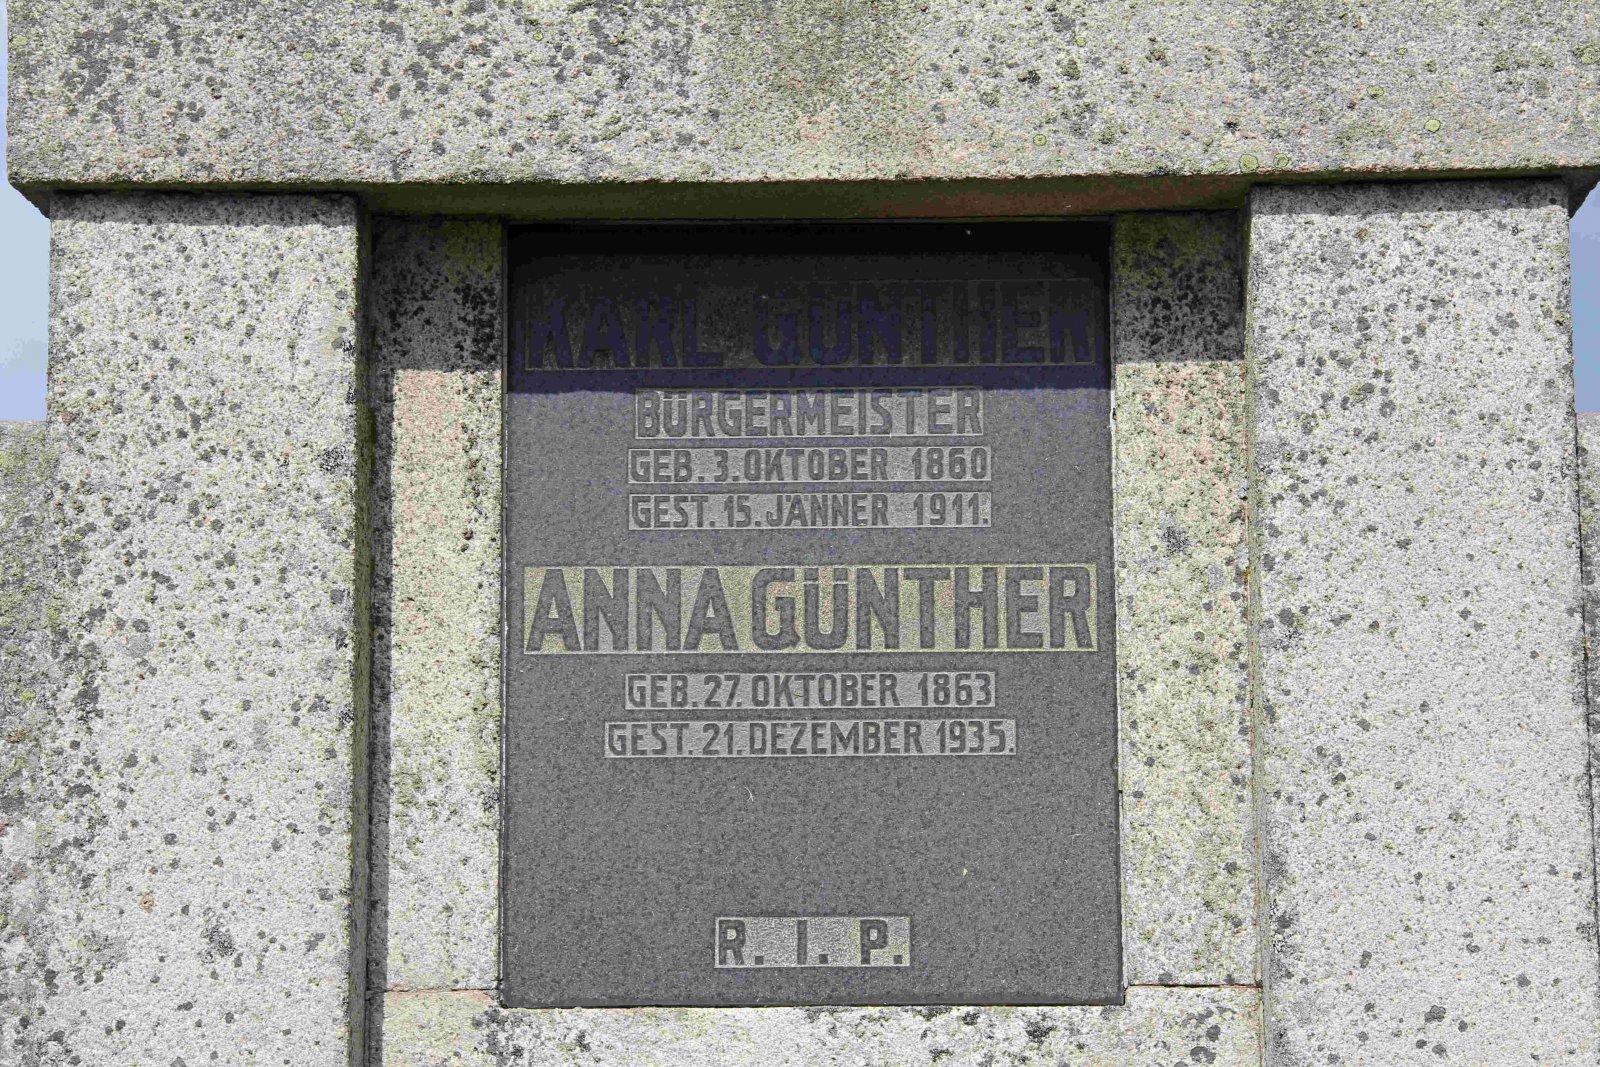 KARL GÜNTHER
BÜRGERMEISTER
GEB. 3. OKTOBER 1860
GEST. 15. JÄNNER 1911.
ANNA GÜNTHER
GEB. 27. OKTOBER 1863
GEST. 21. DEZEMBER 1935.
R. I. P.